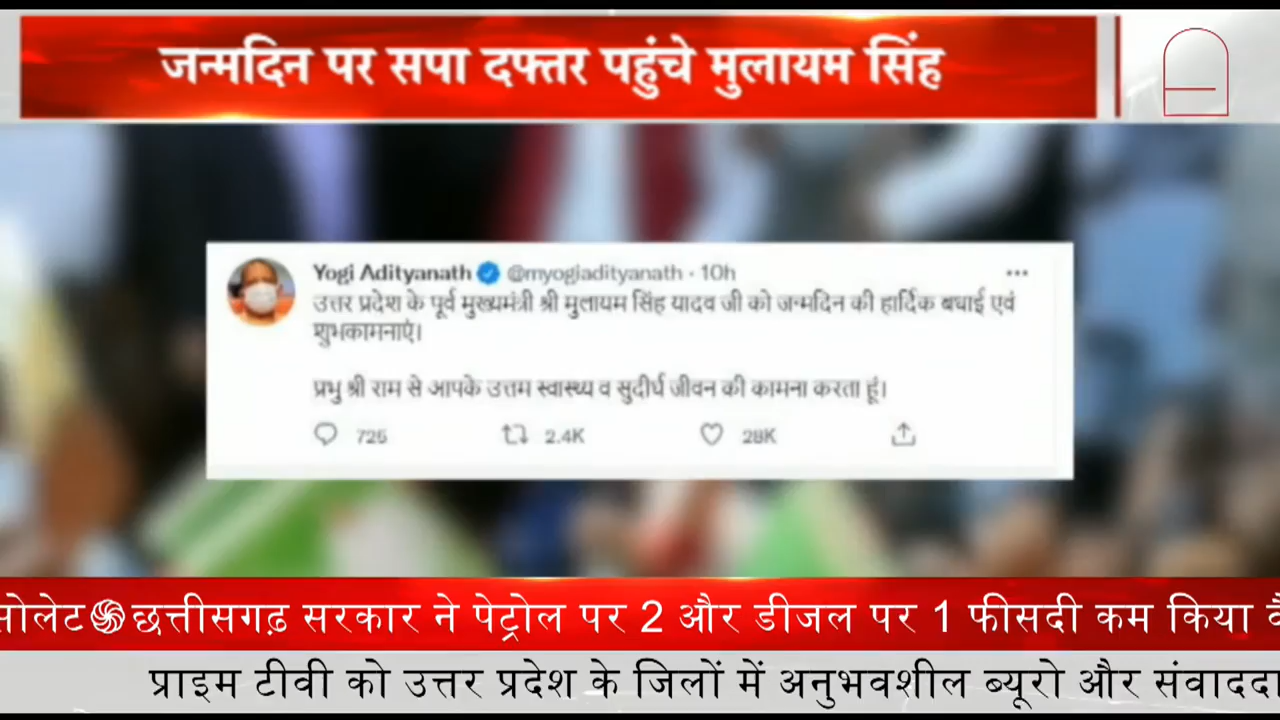 जन्मदिन पर सपा दफ्तर पहुंचे मुलायम सिंह
Yogi Adityanath @myogiadityanath · 10h
उत्तर प्रदेश के पूर्व मुख्यमंत्री श्री मुलायम सिंह यादव जी को जन्मदिन की हार्दिक बधाई एवं
शुभकामनाएं।
प्रभु श्री राम से आपके उत्तम स्वास्थ्य व सुदीर्घ जीवन की कामना करता हूं।
725 2.4K 28K
सोलेट छत्तीसगढ़ सरकार ने पेट्रोल पर 2 और डीजल पर 1 फीसदी कम किया
प्राइम टीवी को उत्तर प्रदेश के जिलों में अनुभवशील ब्यूरो और संवाददा